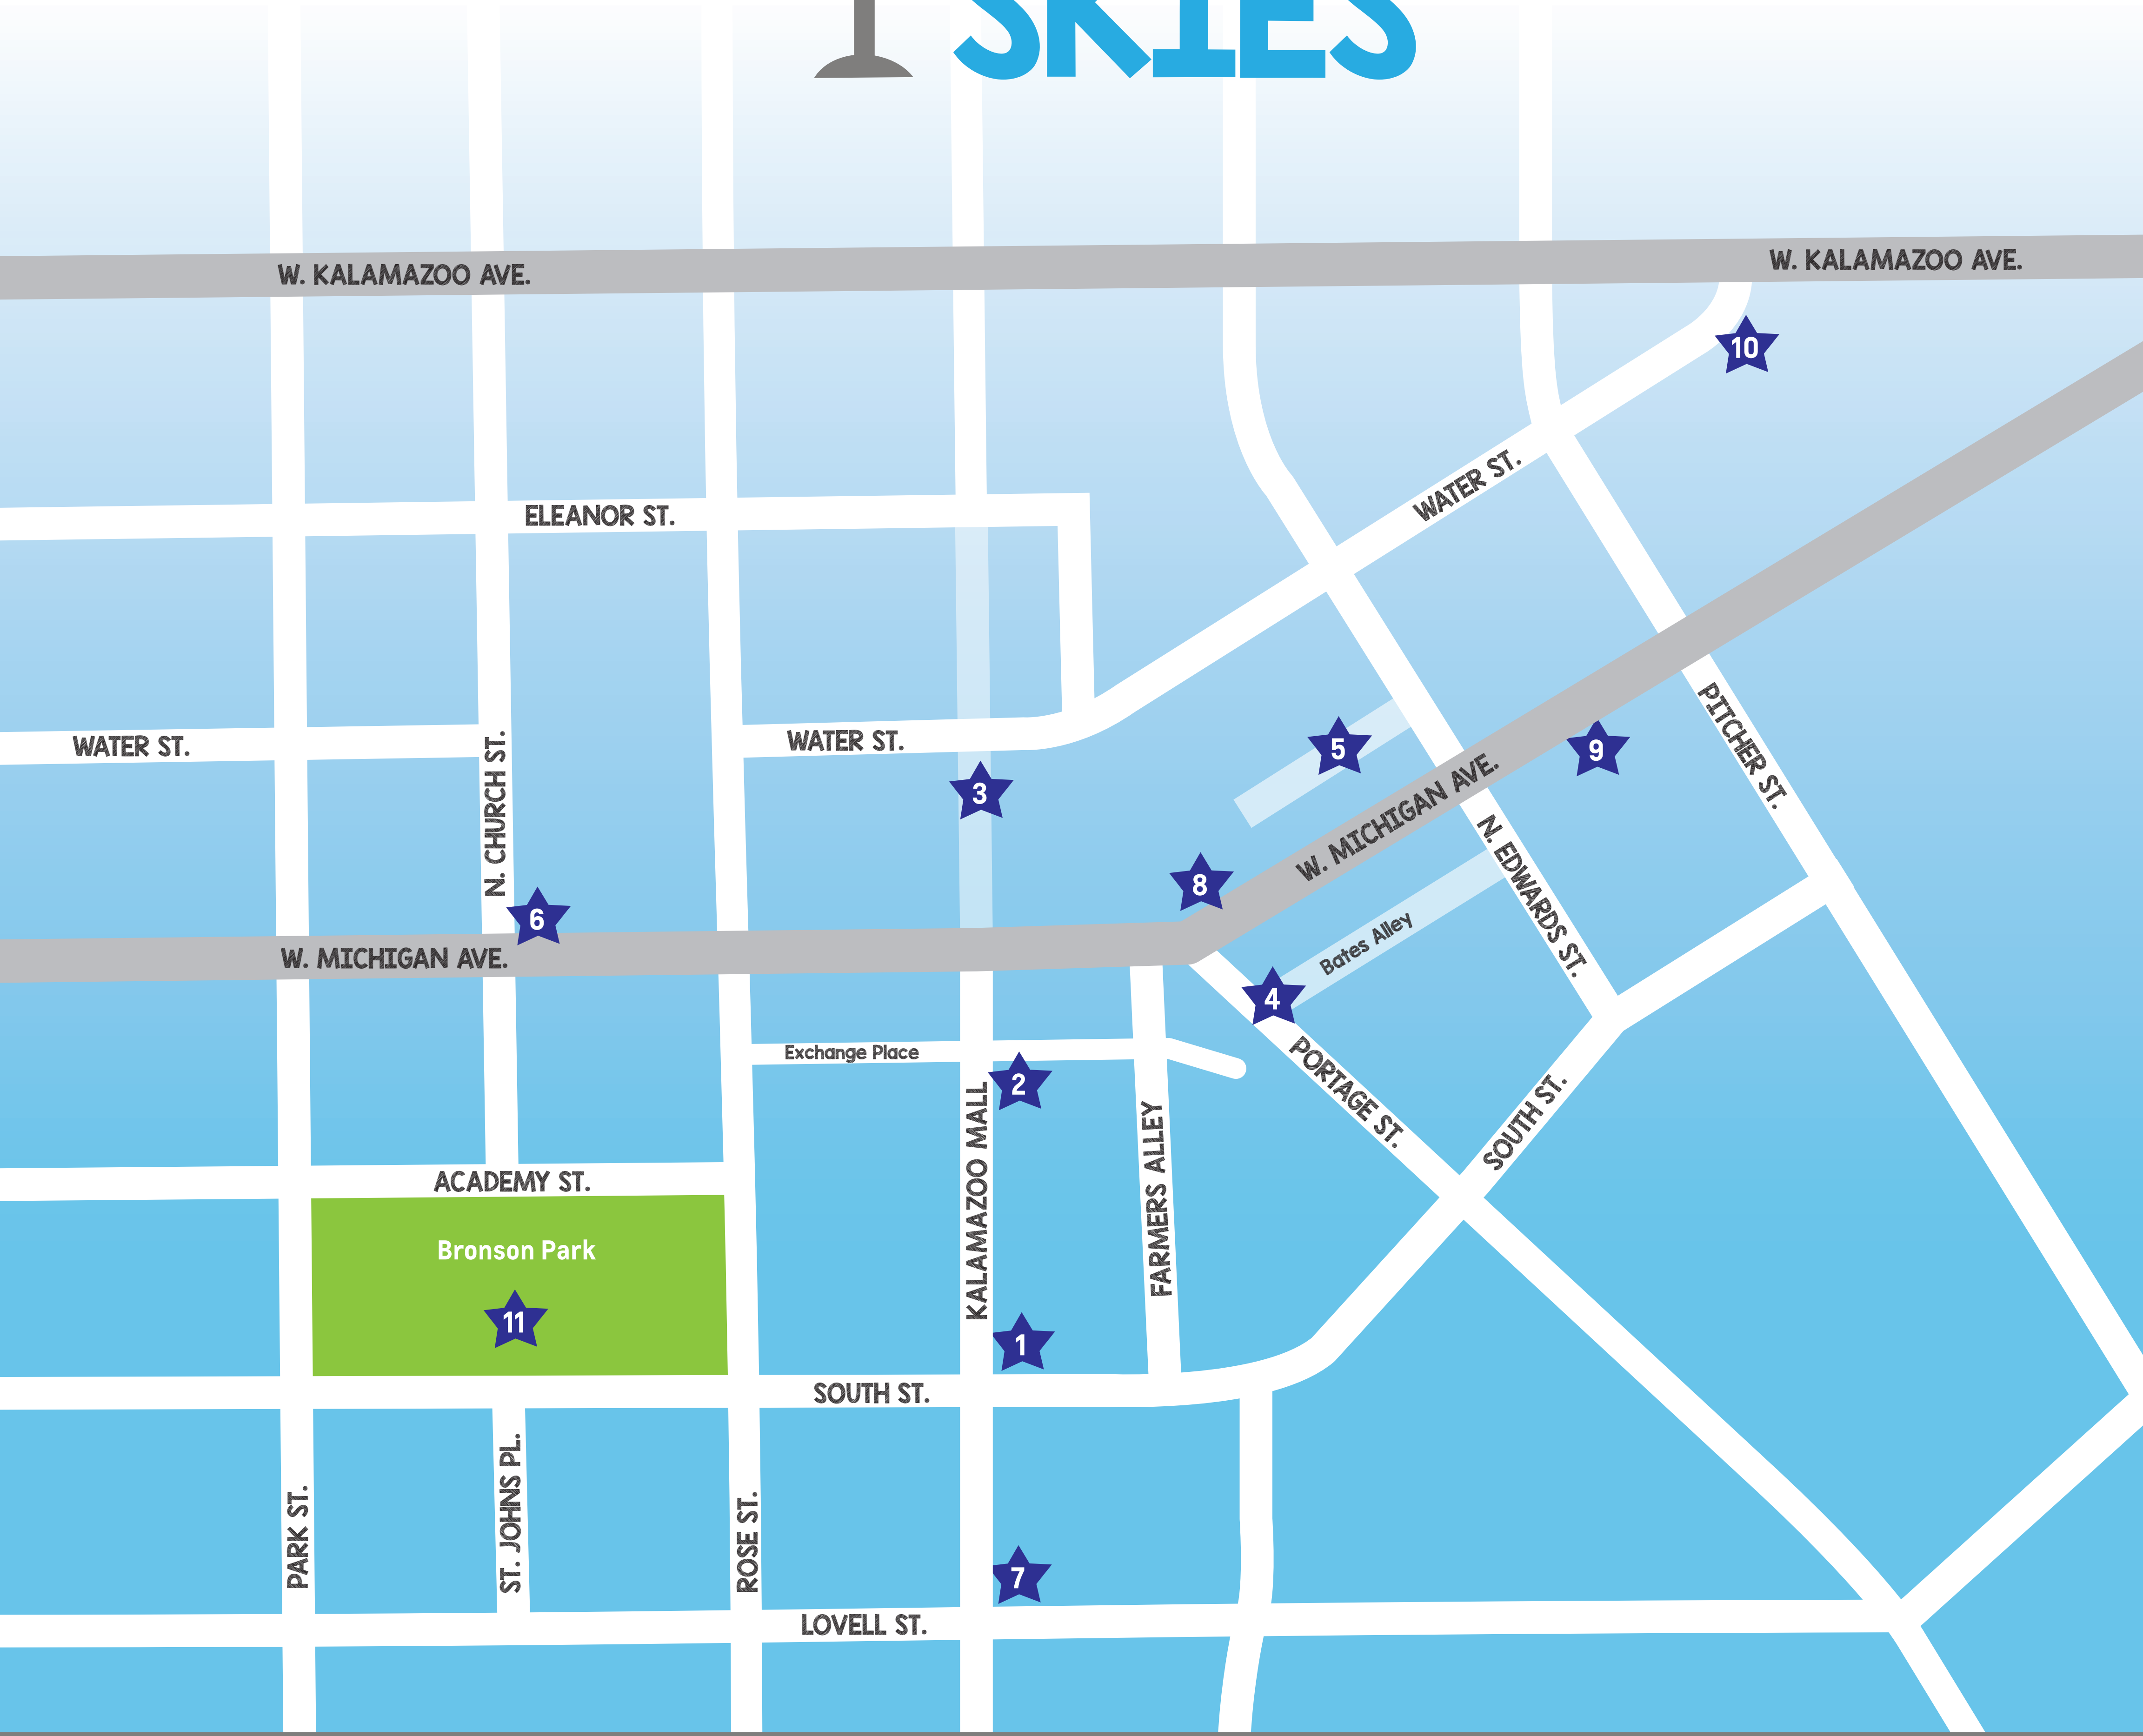 SKIES
W. KALAMAZOO AVE.
W. KALAMAZOO AVE.
10
WATER ST.
ELEANOR ST.
WATER ST.
WATER ST.
N. CHURCH ST.
3
5
9
PITCHER ST.
W. MICHIGAN AVE.
8
6
N. EDWARDS ST.
W. MICHIGAN AVE.
Bates Alley
4
Exchange Place
2
PORTAGE ST.
KALAMAZOO MALL
FARMERS ALLEY
SOUTH ST.
ACADEMY ST.
Bronson Park
11
1
SOUTH ST.
PARK ST.
ST. JOHNS PL.
ROSE ST.
7
LOVELL ST.